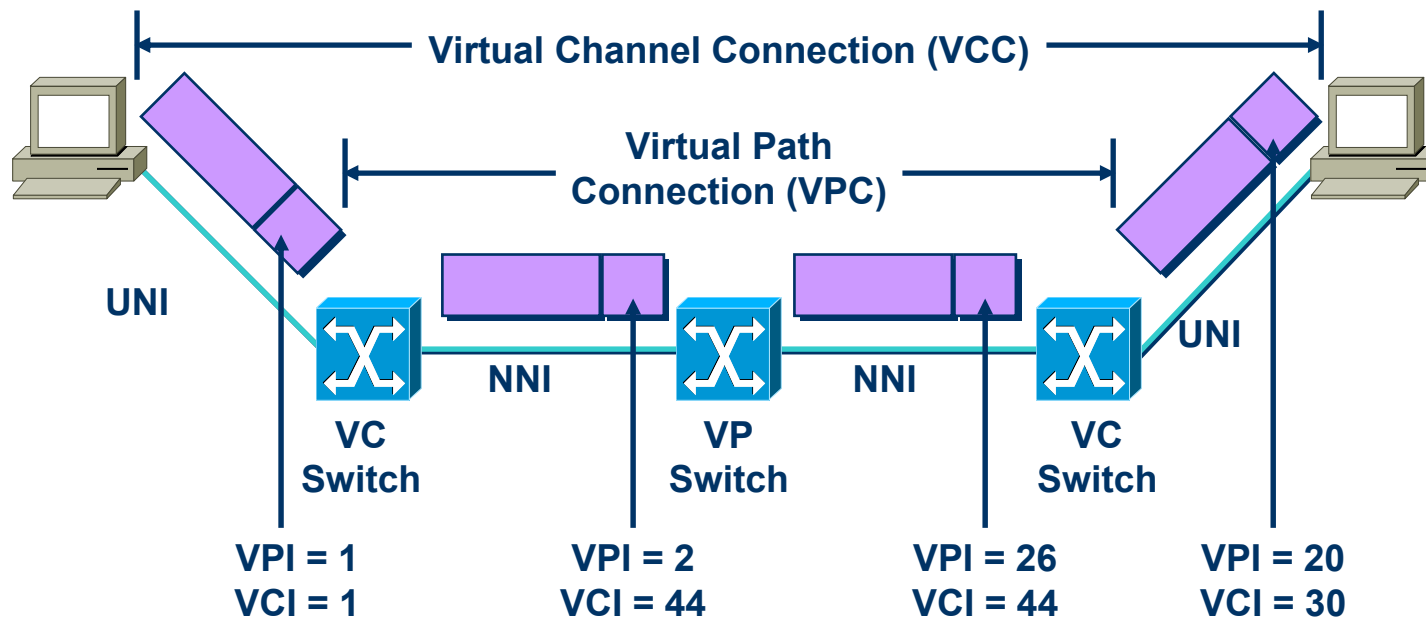 Virtual Channel Connection (VCC)
Virtual Path
Connection (VPC)
UNI
NNI
NNI
UNI
VC
Switch
VP
Switch
VC
Switch
VPI = 1
VCI = 1
VPI = 2
VCI = 44
VPI = 26
VCI = 44
VPI = 20
VCI = 30